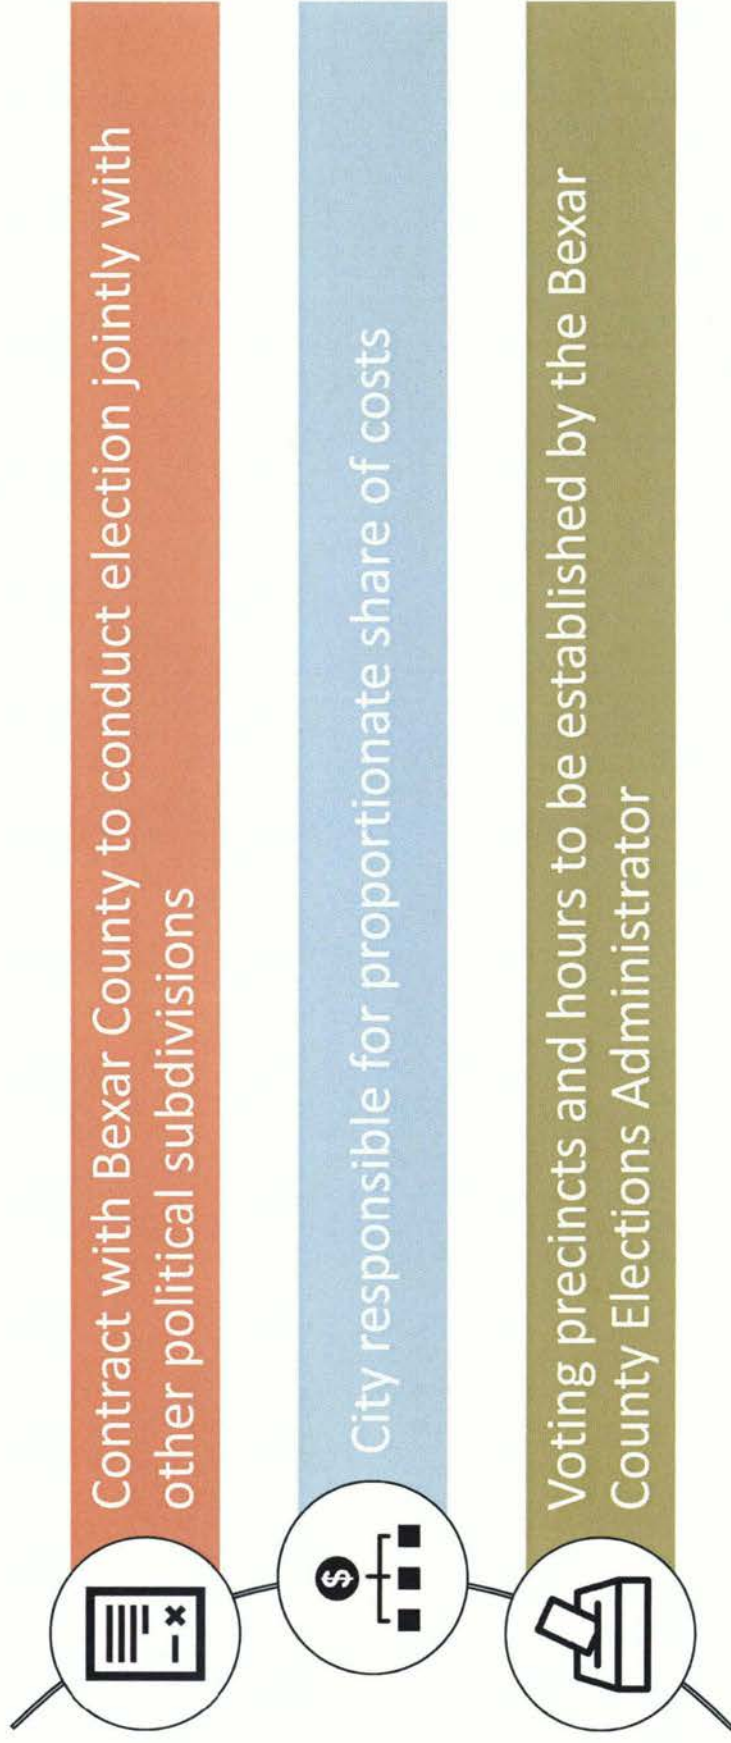 Contract with Bexar County to conduct election jointly with
other political subdivisions
City responsible for proportionate share of costs
Voting precincts and hours to be established by the Bexar
County Elections Administrator